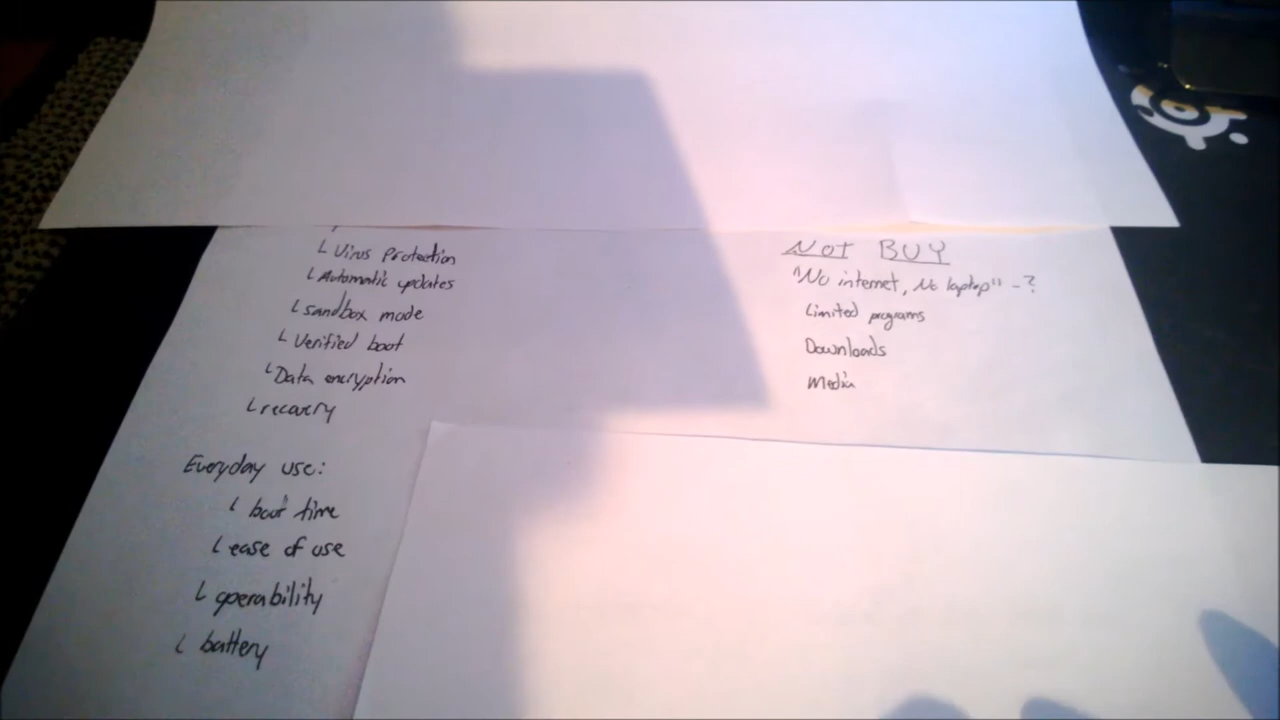 Virus Protection
Automatic updates
sandbox mode
Verified boot
Data encryption
recovery
Everyday use:
boot time
ease of use
operability
battery
NOT BUY
"No internet, No laptop" - ?
Limited programs
Downloads
Media